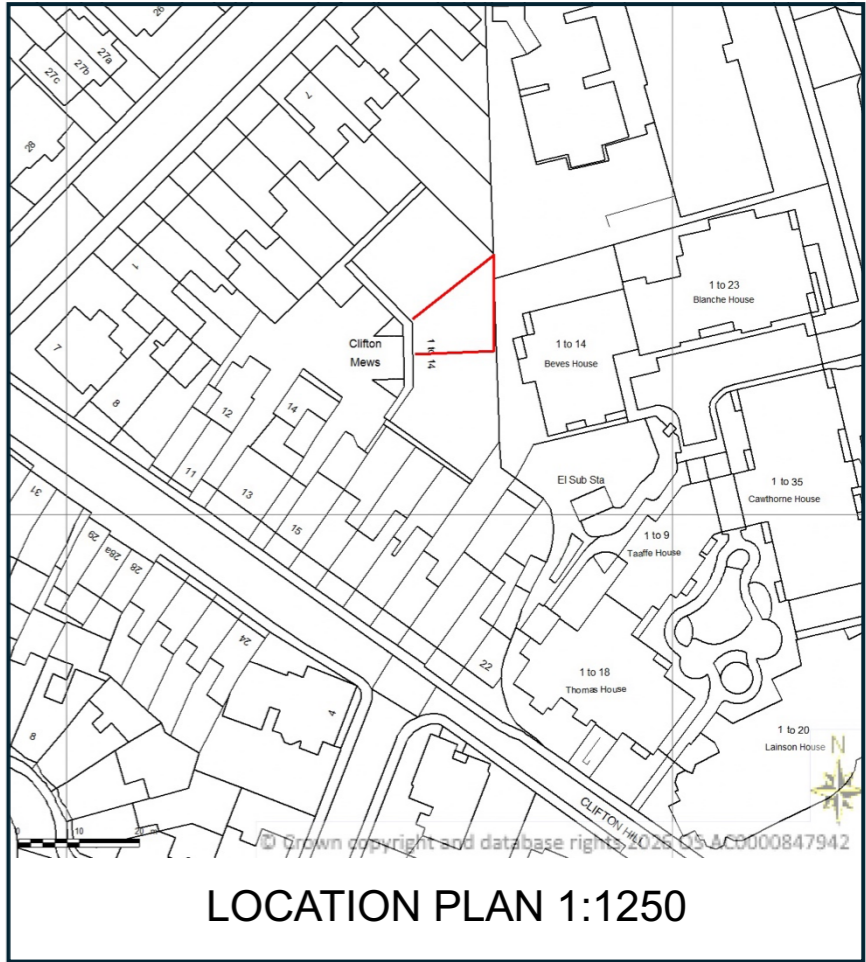 26
27a
27b
27c
28
7
1
7
8
12
14
11
13
15
Clifton
Mews
1 to 14
1 to 23
Blanche House
1 to 14
Beves House
El Sub Sta
1 to 35
Cawthorne House
1 to 9
Taaffe House
31
29
28a
28
24
22
4
8
1 to 18
Thomas House
1 to 20
Lainson House
N
CLIFTON HILL
0 10 20
© Crown copyright and database rights 2026 OS AC0000847942
LOCATION PLAN 1:1250